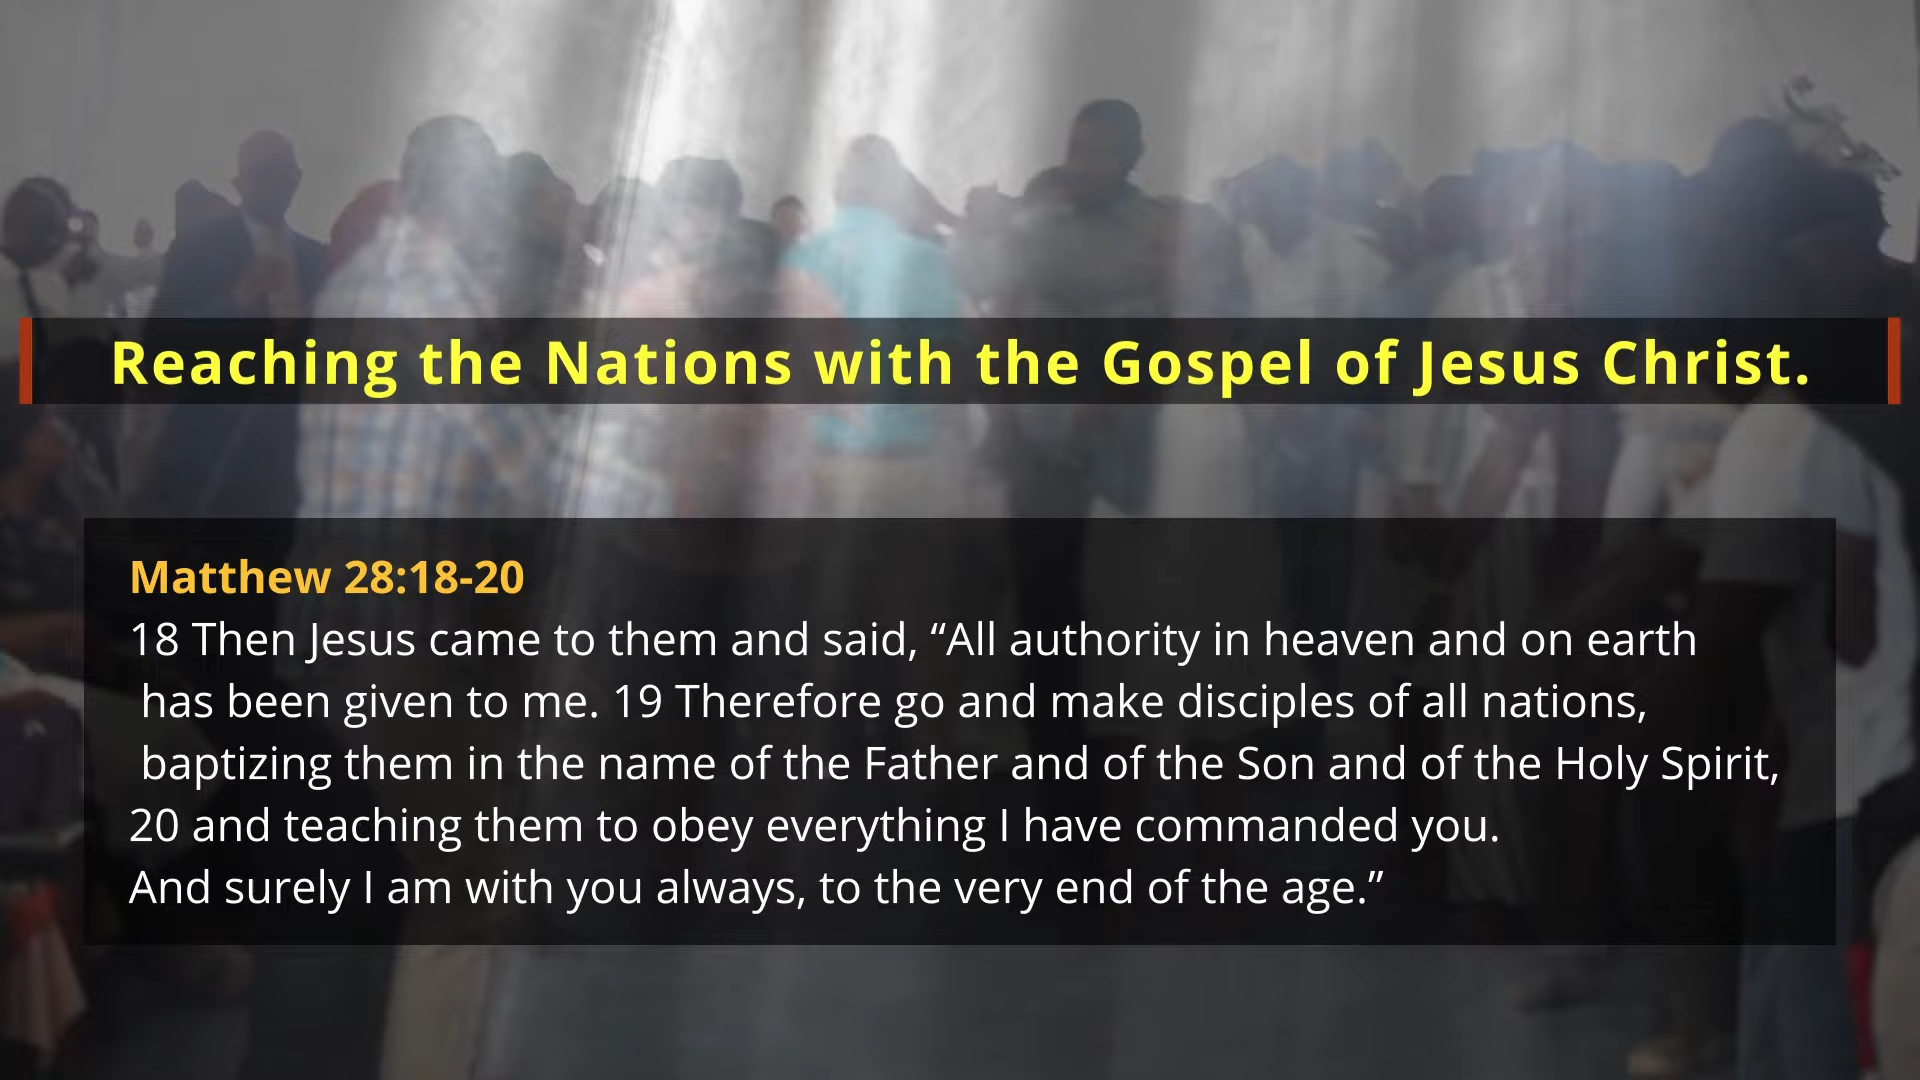 Reaching the Nations with the Gospel of Jesus Christ.
Matthew 28:18-20
18 Then Jesus came to them and said, “All authority in heaven and on earth
has been given to me. 19 Therefore go and make disciples of all nations,
baptizing them in the name of the Father and of the Son and of the Holy Spirit,
20 and teaching them to obey everything I have commanded you.
And surely I am with you always, to the very end of the age.”